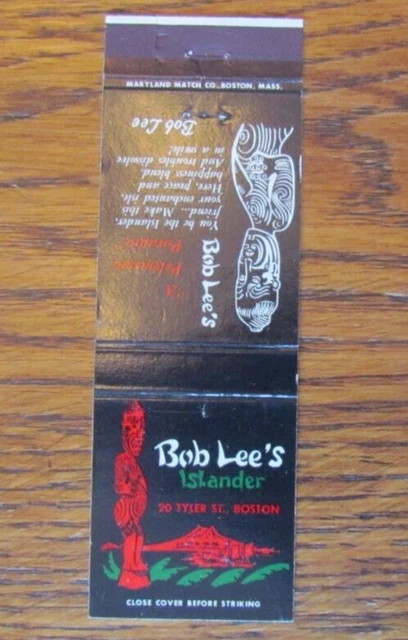 MARYLAND MATCH CO., BOSTON, MASS.
Bob Lee's
"A
Polynesian
Paradise
You be the Islander,
friend... Make this
your enchanted isle,
Here, peace and
happiness blend,
And troubles dissolve
in a smile!
Bob Lee
Bob Lee's
Islander
20 TYLER ST., BOSTON
CLOSE COVER BEFORE STRIKING